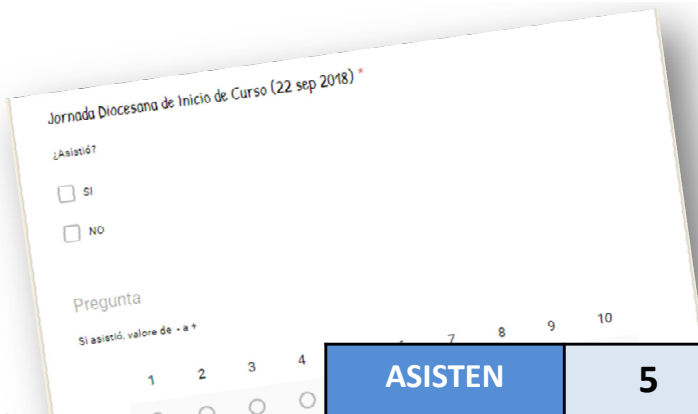 Jornada Diocesana de Inicio de Curso (22 sep 2018) *
¿Asistió?
SI
NO
Pregunta
Si asistió, valore de - a +
1 2 3 4 7 8 9 10
ASISTEN 5